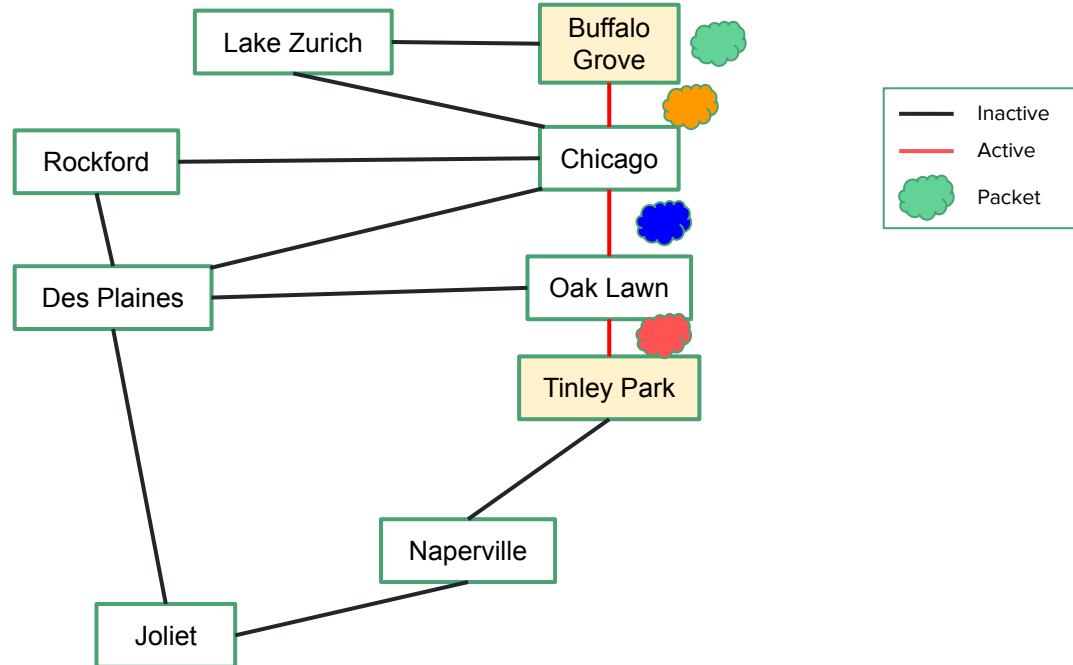 Lake Zurich
Buffalo
Grove
Rockford
Chicago
Des Plaines
Oak Lawn
Tinley Park
Naperville
Joliet
Inactive
Active
Packet